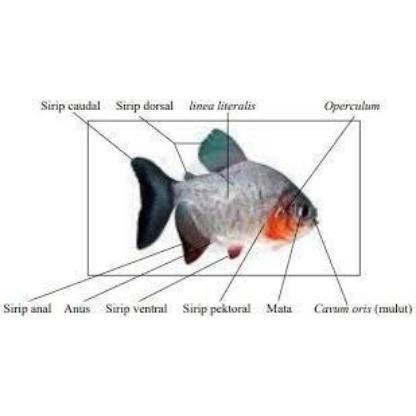 Sirip caudal Sirip dorsal linea literalis Operculum
Sirip anal Anus Sirip ventral Sirip pektoral Mata Cavum oris (mulut)